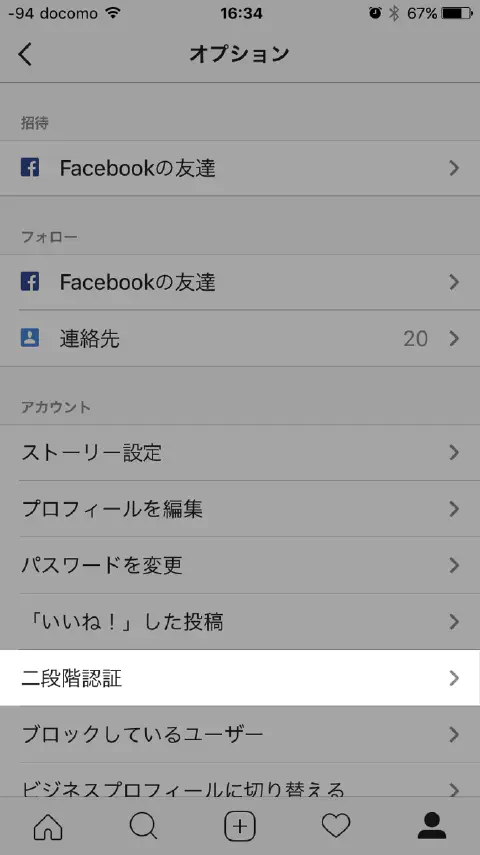 -94 docomo 16:34 67%
オプション
招待
Facebookの友達
フォロー
Facebookの友達
連絡先 20
アカウント
ストーリー設定
プロフィールを編集
パスワードを変更
「いいね！」した投稿
二段階認証
ブロックしているユーザー
ビジネスプロフィールに切り替える